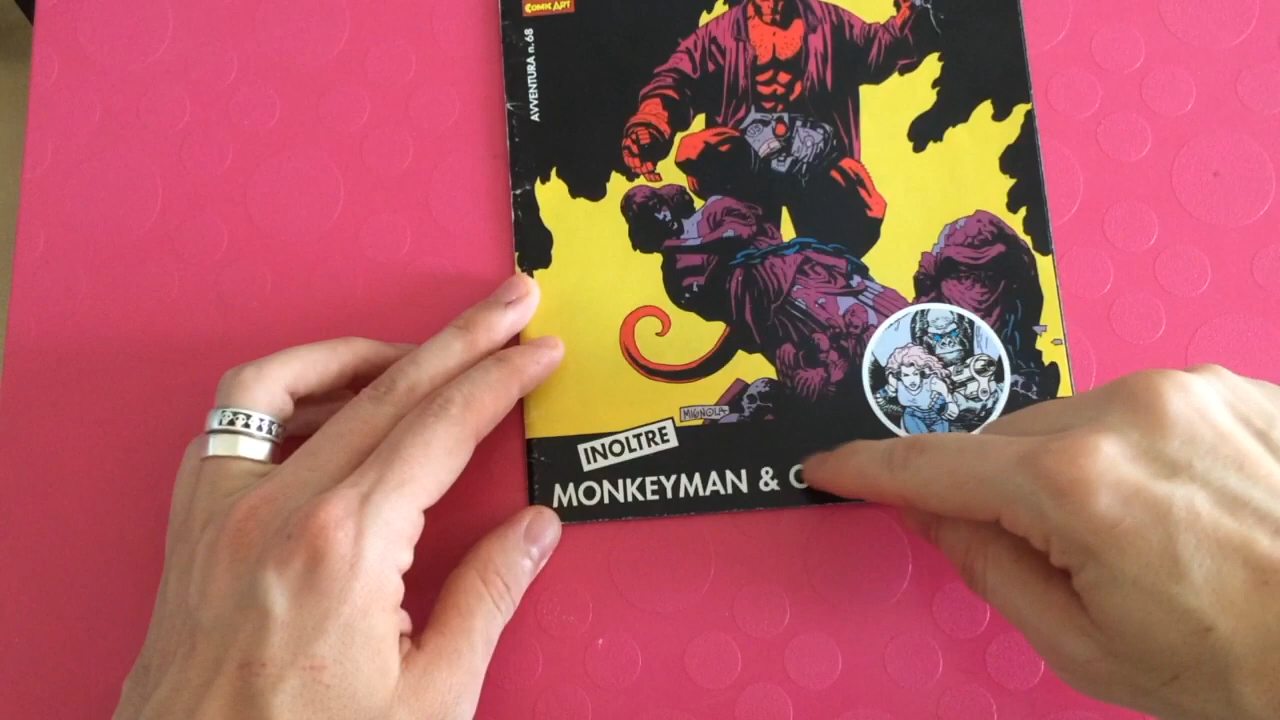 COMIC ART
AVVENTURA n.68
MIGNOLA
INOLTRE
MONKEYMAN &